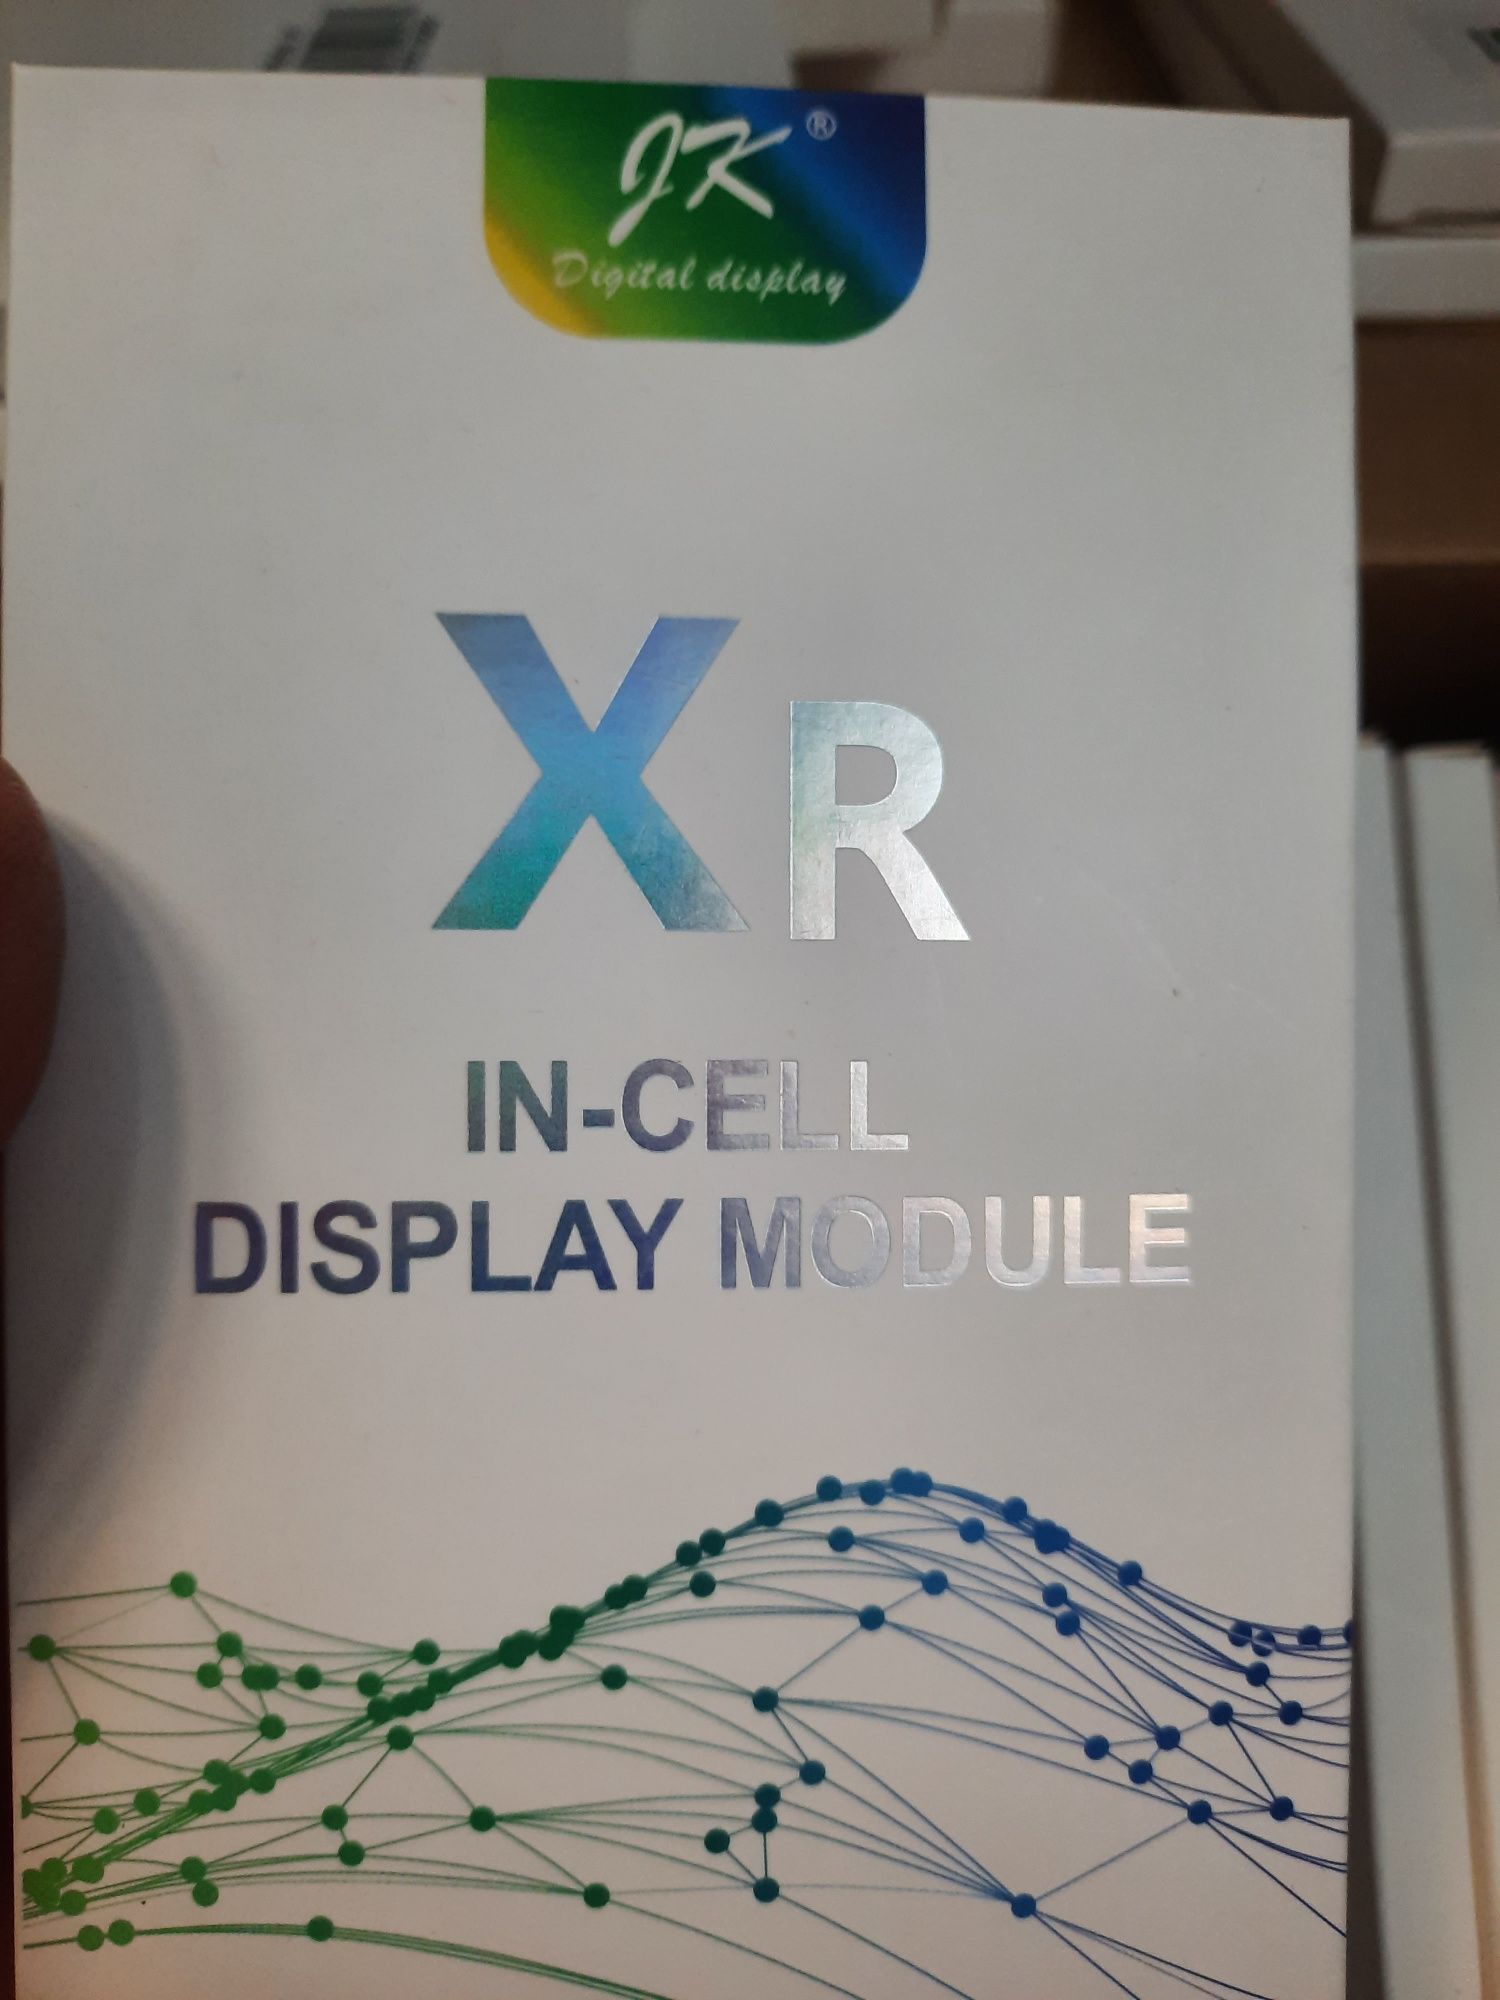 JK®
Digital display
XR
IN-CELL
DISPLAY MODULE